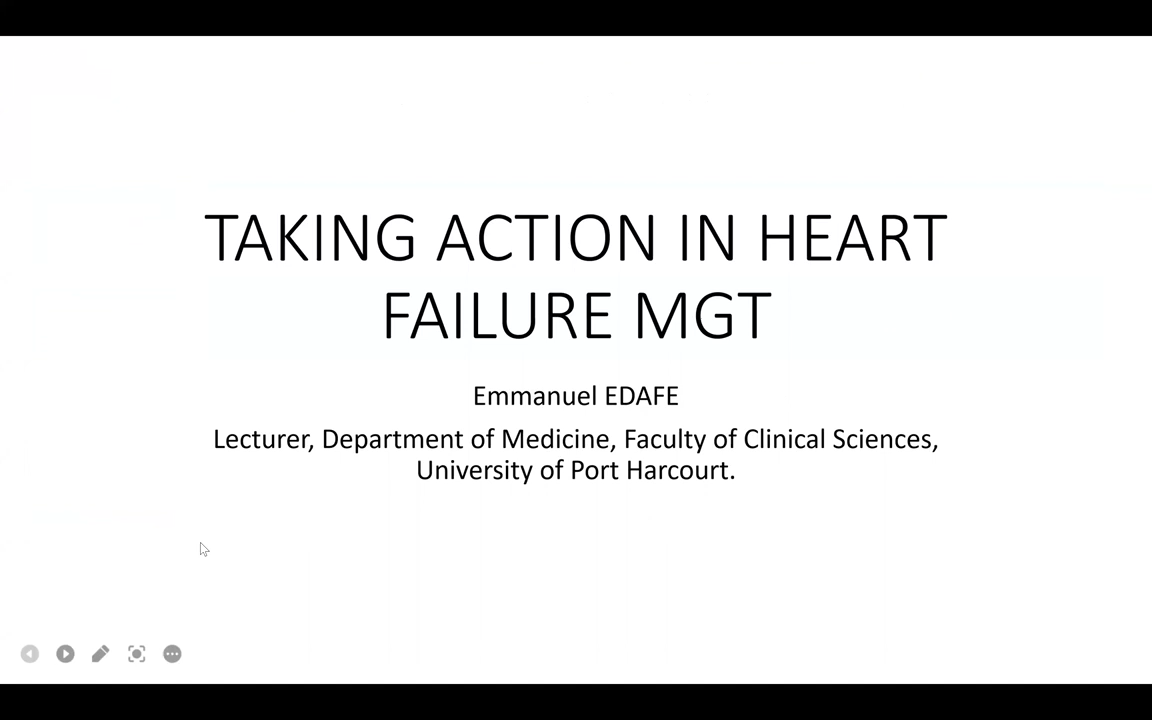 TAKING ACTION IN HEART
FAILURE MGT
Emmanuel EDAFE
Lecturer, Department of Medicine, Faculty of Clinical Sciences,
University of Port Harcourt.